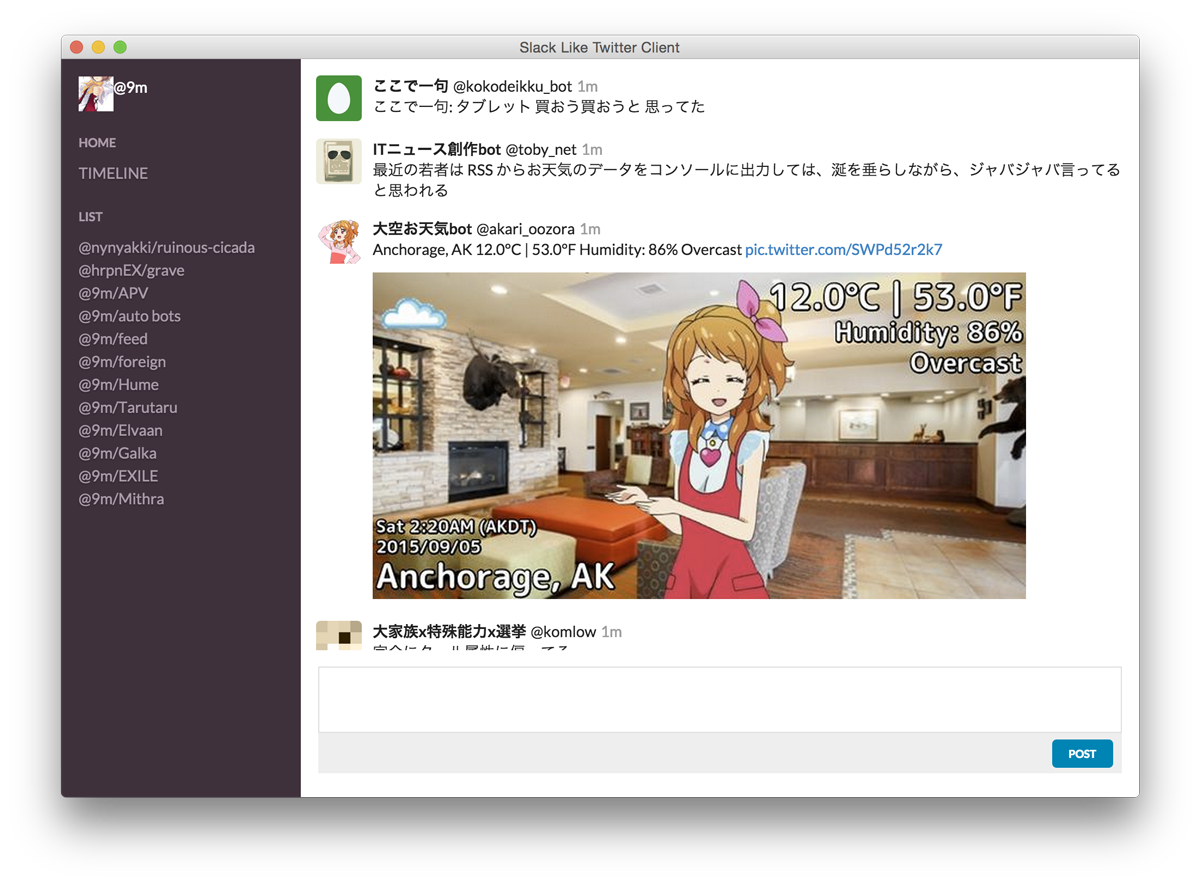 Slack Like Twitter Client
@9m
HOME
TIMELINE
LIST
@nynyakki/ruinous-cicada
@hrpnEX/grave
@9m/APV
@9m/auto bots
@9m/feed
@9m/foreign
@9m/Hume
@9m/Tarutaru
@9m/Elvaan
@9m/Galka
@9m/EXILE
@9m/Mithra
ここで一句 @kokodeikku_bot 1m
ここで一句: タブレット 買おう買おうと 思ってた
ITニュース創作bot @toby_net 1m
最近の若者は RSS からお天気のデータをコンソールに出力しては、涎を垂らしながら、ジャバジャバ言ってる
と思われる
大空お天気bot @akari_oozora 1m
Anchorage, AK 12.0°C | 53.0°F Humidity: 86% Overcast pic.twitter.com/SWPd52r2k7
12.0°C | 53.0°F
Humidity: 86%
Overcast
Sat 2:20AM (AKDT)
2015/09/05
Anchorage, AK
大家族x特殊能力x選挙 @komlow 1m
POST